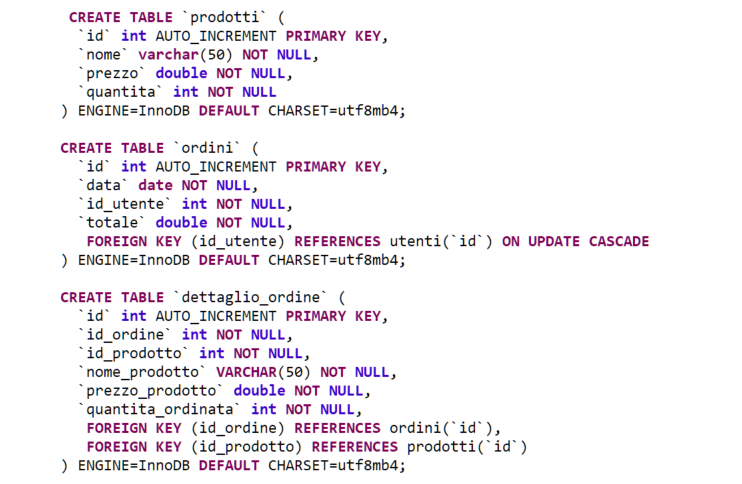 CREATE TABLE `prodotti` (
`id` int AUTO_INCREMENT PRIMARY KEY,
`nome` varchar(50) NOT NULL,
`prezzo` double NOT NULL,
`quantita` int NOT NULL
) ENGINE=InnoDB DEFAULT CHARSET=utf8mb4;
CREATE TABLE `ordini` (
`id` int AUTO_INCREMENT PRIMARY KEY,
`data` date NOT NULL,
`id_utente` int NOT NULL,
`totale` double NOT NULL,
FOREIGN KEY (id_utente) REFERENCES utenti(`id`) ON UPDATE CASCADE
) ENGINE=InnoDB DEFAULT CHARSET=utf8mb4;
CREATE TABLE `dettaglio_ordine` (
`id` int AUTO_INCREMENT PRIMARY KEY,
`id_ordine` int NOT NULL,
`id_prodotto` int NOT NULL,
`nome_prodotto` VARCHAR(50) NOT NULL,
`prezzo_prodotto` double NOT NULL,
`quantita_ordinata` int NOT NULL,
FOREIGN KEY (id_ordine) REFERENCES ordini(`id`),
FOREIGN KEY (id_prodotto) REFERENCES prodotti(`id`)
) ENGINE=InnoDB DEFAULT CHARSET=utf8mb4;